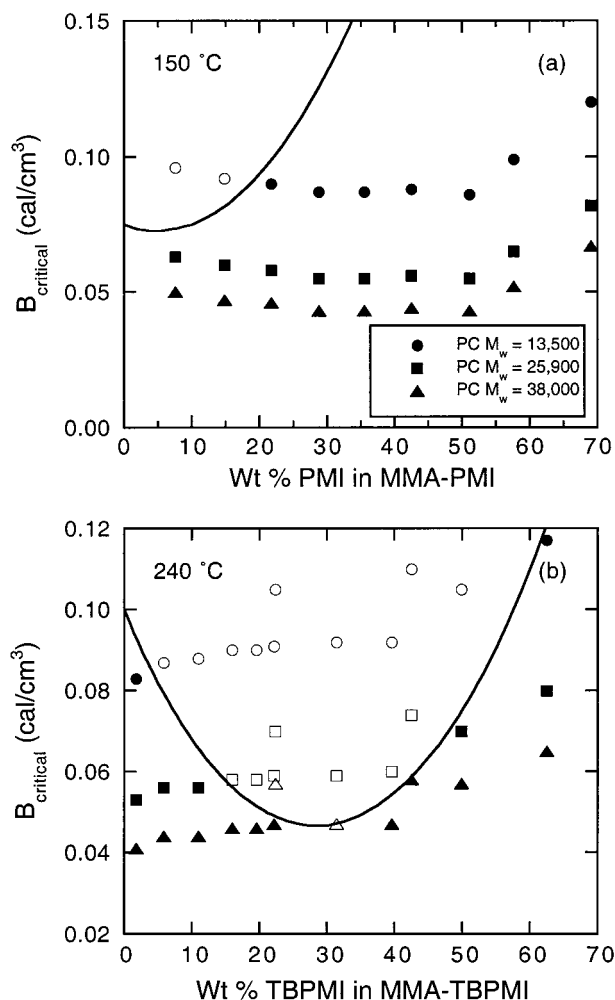 0.15
150 °C
(a)
0.10
B_critical (cal/cm³)
0.05
● PC M_w = 13,500
■ PC M_w = 25,900
▲ PC M_w = 38,000
0.00
0 10 20 30 40 50 60 70
Wt % PMI in MMA-PMI
0.12
240 °C
(b)
0.10
0.08
B_critical (cal/cm³)
0.06
0.04
0.02
0 10 20 30 40 50 60 70
Wt % TBPMI in MMA-TBPMI